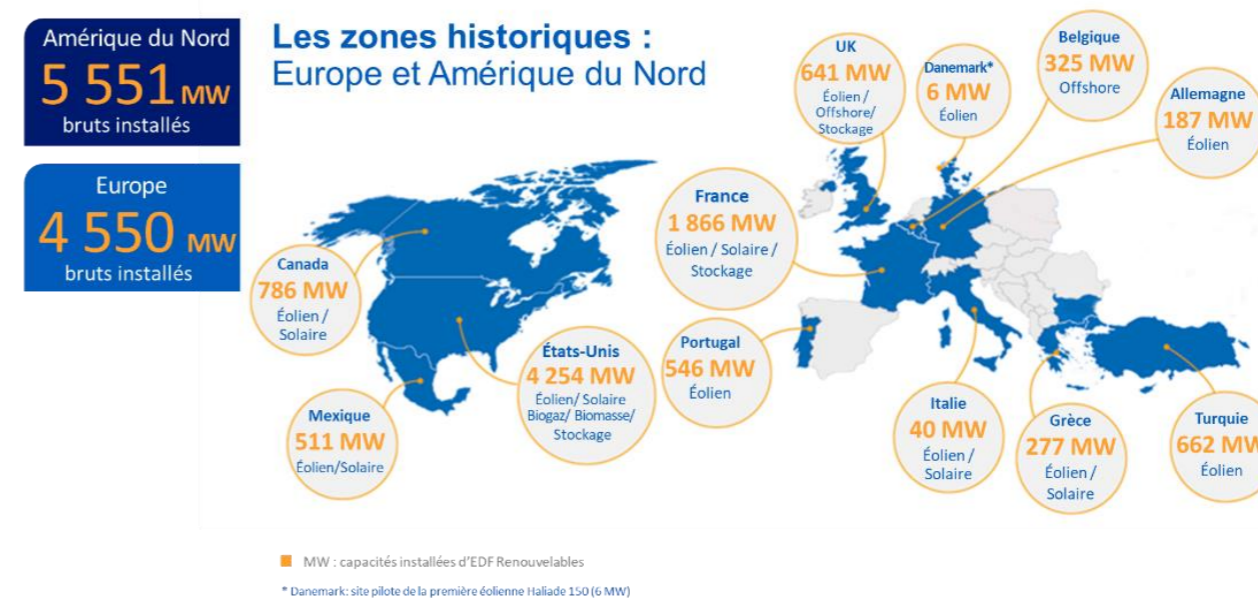 Amérique du Nord
5 551 MW
bruts installés
Europe
4 550 MW
bruts installés
Les zones historiques :
Europe et Amérique du Nord
Canada
786 MW
Éolien /
Solaire
Mexique
511 MW
Éolien/Solaire
États-Unis
4 254 MW
Éolien/ Solaire
Biogaz/ Biomasse/
Stockage
UK
641 MW
Éolien /
Offshore/
Stockage
Danemark*
6 MW
Éolien
Belgique
325 MW
Offshore
Allemagne
187 MW
Éolien
France
1 866 MW
Éolien / Solaire /
Stockage
Portugal
546 MW
Éolien
Italie
40 MW
Éolien /
Solaire
Grèce
277 MW
Éolien /
Solaire
Turquie
662 MW
Éolien
MW : capacités installées d'EDF Renouvelables
* Danemark: site pilote de la première éolienne Haliade 150 (6 MW)